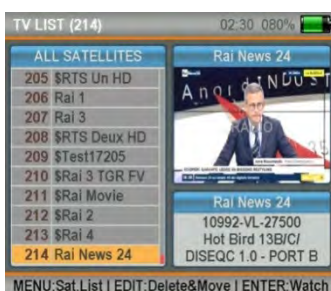 TV LIST (214)
02:30 080%
ALL SATELLITES
205 $RTS Un HD
206 Rai 1
207 Rai 3
208 $RTS Deux HD
209 $Test17205
210 $Rai 3 TGR FV
211 $Rai Movie
212 $Rai 2
213 $Rai 4
214 Rai News 24
Rai News 24
RADIO
Rai News 24
10992-VL-27500
Hot Bird 13B/C/
DISEQC 1.0 - PORT B
MENU:Sat.List | EDIT:Delete&Move | ENTER:Watch